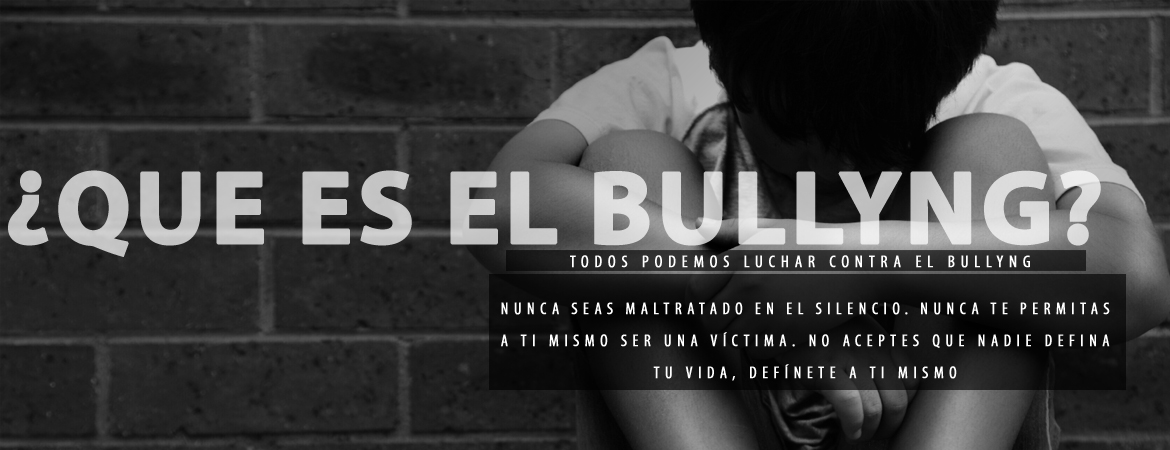 ¿QUE ES EL BULLYNG?
TODOS PODEMOS LUCHAR CONTRA EL BULLYNG
NUNCA SEAS MALTRATADO EN EL SILENCIO. NUNCA TE PERMITAS
A TI MISMO SER UNA VÍCTIMA. NO ACEPTES QUE NADIE DEFINA
TU VIDA, DEFÍNETE A TI MISMO